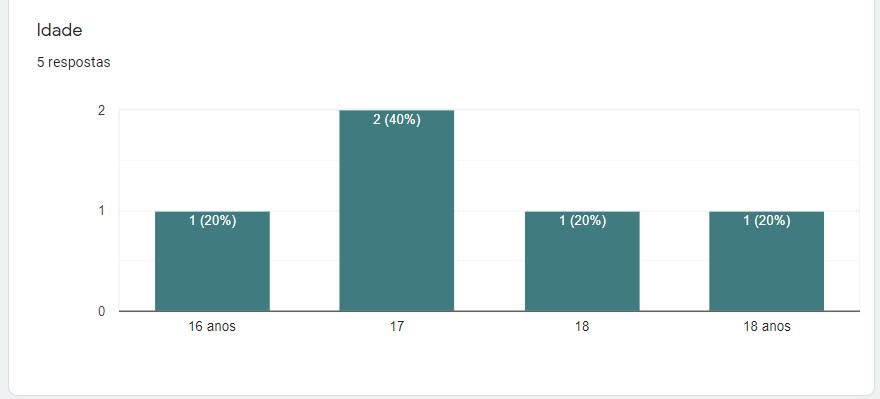 Idade
5 respostas
2
1
0
2 (40%)
1 (20%)
1 (20%)
1 (20%)
16 anos
17
18
18 anos